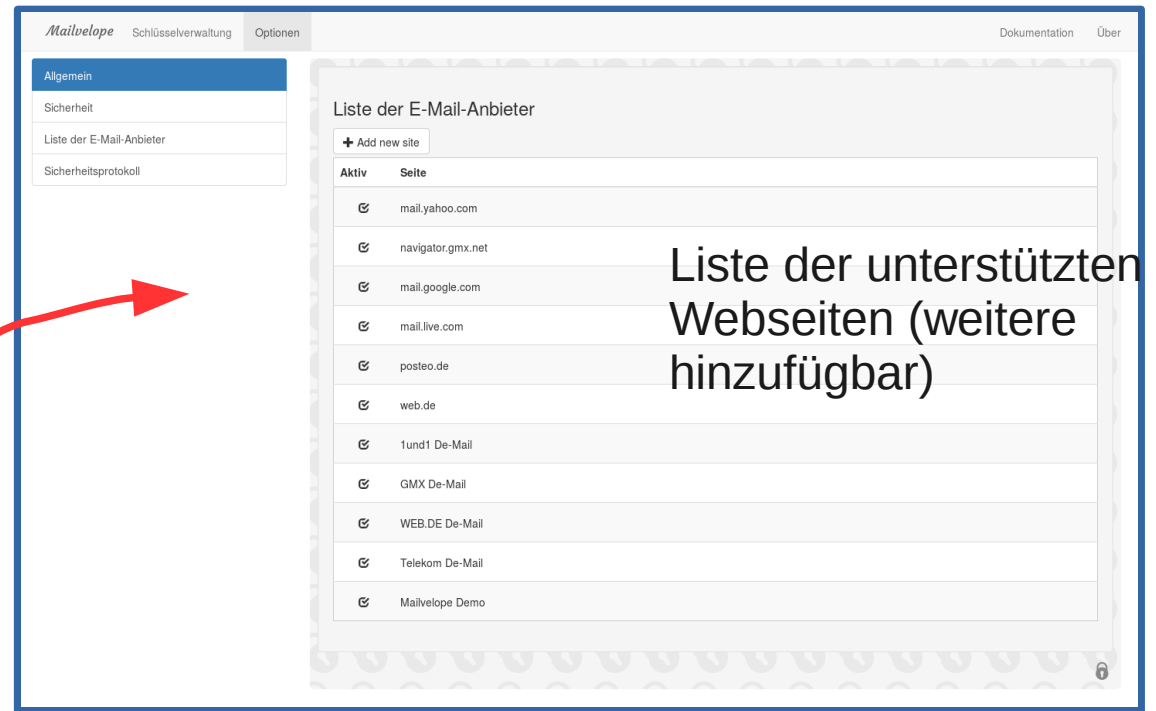 Mailvelope Schlüsselverwaltung Optionen Dokumentation Über
Allgemein
Sicherheit
Liste der E-Mail-Anbieter
Sicherheitsprotokoll
Liste der E-Mail-Anbieter
Add new site
Aktiv Seite
mail.yahoo.com
navigator.gmx.net
mail.google.com
mail.live.com
posteo.de
web.de
1und1 De-Mail
GMX De-Mail
WEB.DE De-Mail
Telekom De-Mail
Mailvelope Demo
Liste der unterstützten
Webseiten (weitere
hinzufügbar)